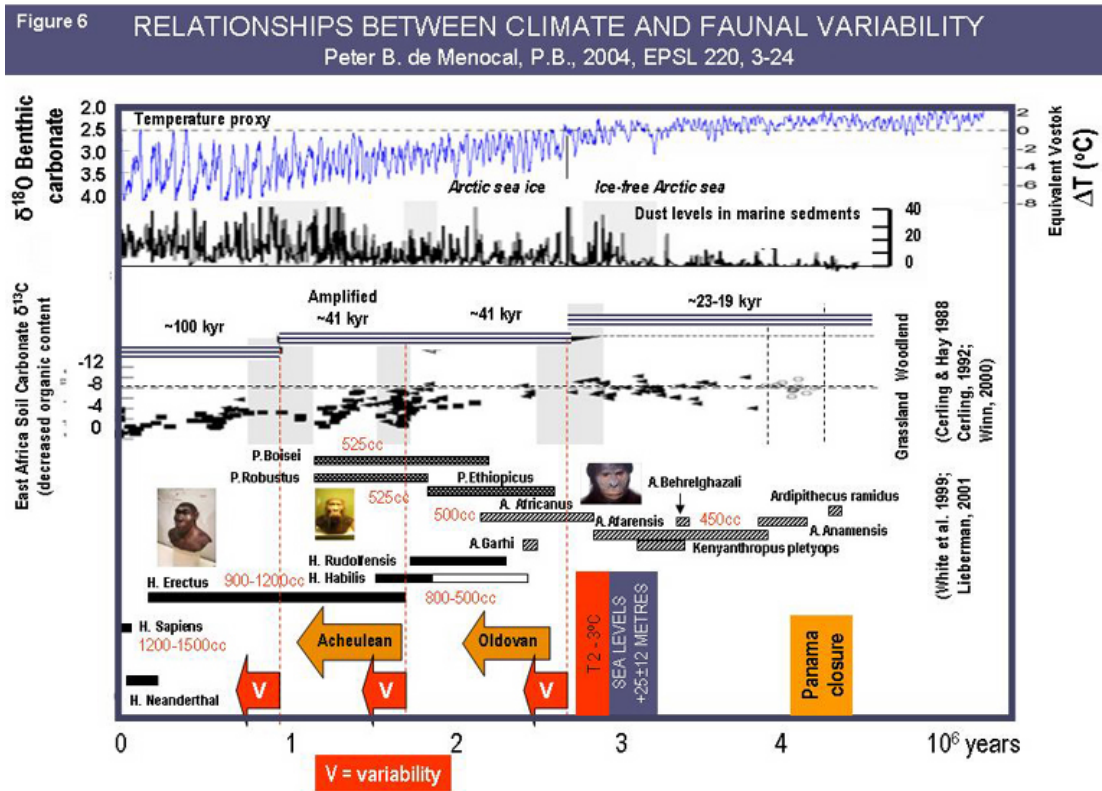 Figure 6
RELATIONSHIPS BETWEEN CLIMATE AND FAUNAL VARIABILITY
Peter B. de Menocal, P.B., 2004, EPSL 220, 3-24
δ18O Benthic
carbonate
2.0
2.5
3.0
3.5
4.0
Temperature proxy
Arctic sea ice
Ice-free Arctic sea
2
0
-2
-4
-6
-8
Equivalent Vostok
ΔT (ºC)
Dust levels in marine sediments
40
20
0
East Africa Soil Carbonate δ13C
(decreased organic content)
~100 kyr
Amplified
~41 kyr
~41 kyr
~23-19 kyr
-12
-8
-4
0
Grassland Woodlend
(Cerling & Hay 1988
Cerling, 1992;
Winn, 2000)
P.Boisei
525cc
P.Robustus
525cc
P.Ethiopicus
500cc
A. Africanus
A.Behrelghazali
Ardipithecus ramidus
A. Afarensis
450cc
A. Anamensis
A.Garhi
Kenyanthropus pletyops
H. Rudolfensis
H. Habilis
800-500cc
H. Erectus
900-1200cc
H. Sapiens
1200-1500cc
H. Neanderthal
(White et al. 1999;
Lieberman, 2001
Acheulean
Oldovan
V
V
V
T 2 - 3ºC
SEA LEVELS
+25±12 METRES
Panama
closure
0
1
2
3
4
10⁶ years
V = variability